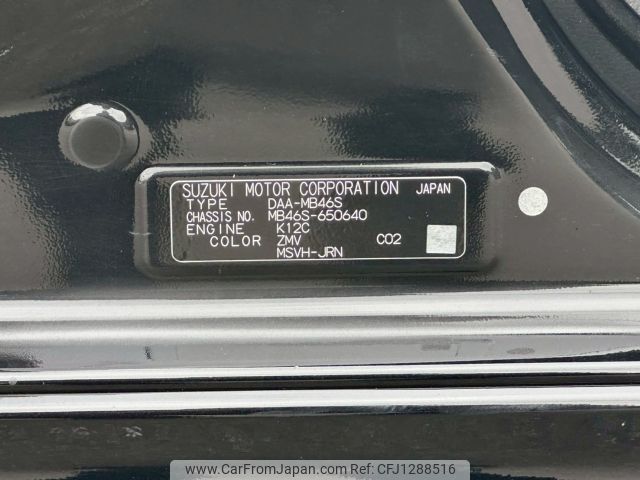 SUZUKI MOTOR CORPORATION JAPAN
TYPE DAA-MB46S
CHASSIS NO. MB46S-650640
ENGINE K12C
COLOR ZMV C02
MSVH-JRN
www.CarFromJapan.com - CFJ1288516